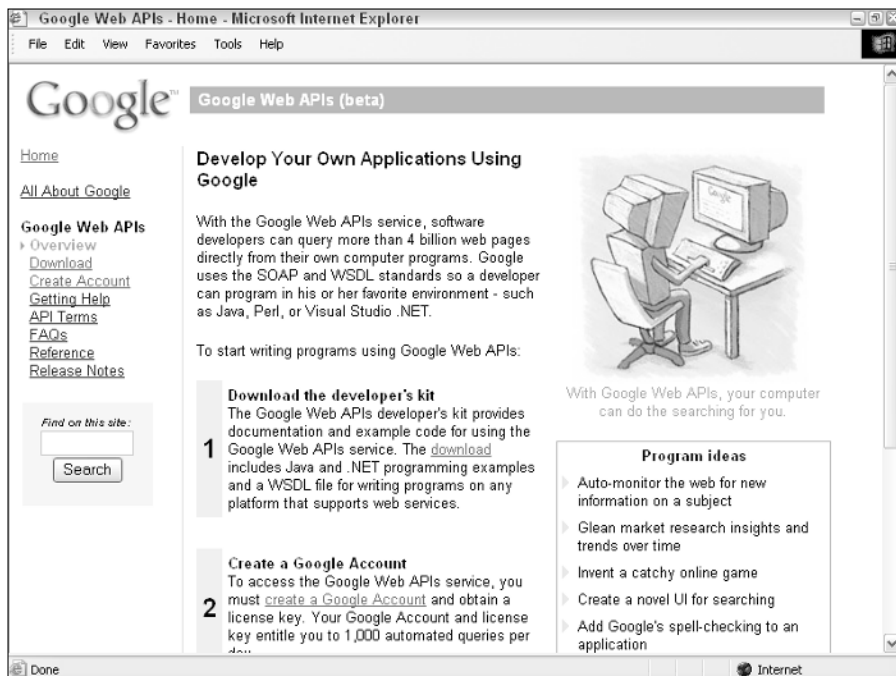 Google Web APIs - Home - Microsoft Internet Explorer
File Edit View Favorites Tools Help
Google™ Google Web APIs (beta)
Home
All About Google
Google Web APIs
Overview
Download
Create Account
Getting Help
API Terms
FAQs
Reference
Release Notes
Find on this site:
Search
Develop Your Own Applications Using
Google
With the Google Web APIs service, software
developers can query more than 4 billion web pages
directly from their own computer programs. Google
uses the SOAP and WSDL standards so a developer
can program in his or her favorite environment - such
as Java, Perl, or Visual Studio .NET.
To start writing programs using Google Web APIs:
1
Download the developer's kit
The Google Web APIs developer's kit provides
documentation and example code for using the
Google Web APIs service. The download
includes Java and .NET programming examples
and a WSDL file for writing programs on any
platform that supports web services.
2
Create a Google Account
To access the Google Web APIs service, you
must create a Google Account and obtain a
license key. Your Google Account and license
key entitle you to 1,000 automated queries per
Google
With Google Web APIs, your computer
can do the searching for you.
Program ideas
Auto-monitor the web for new
information on a subject
Glean market research insights and
trends over time
Invent a catchy online game
Create a novel UI for searching
Add Google's spell-checking to an
application
Done
Internet